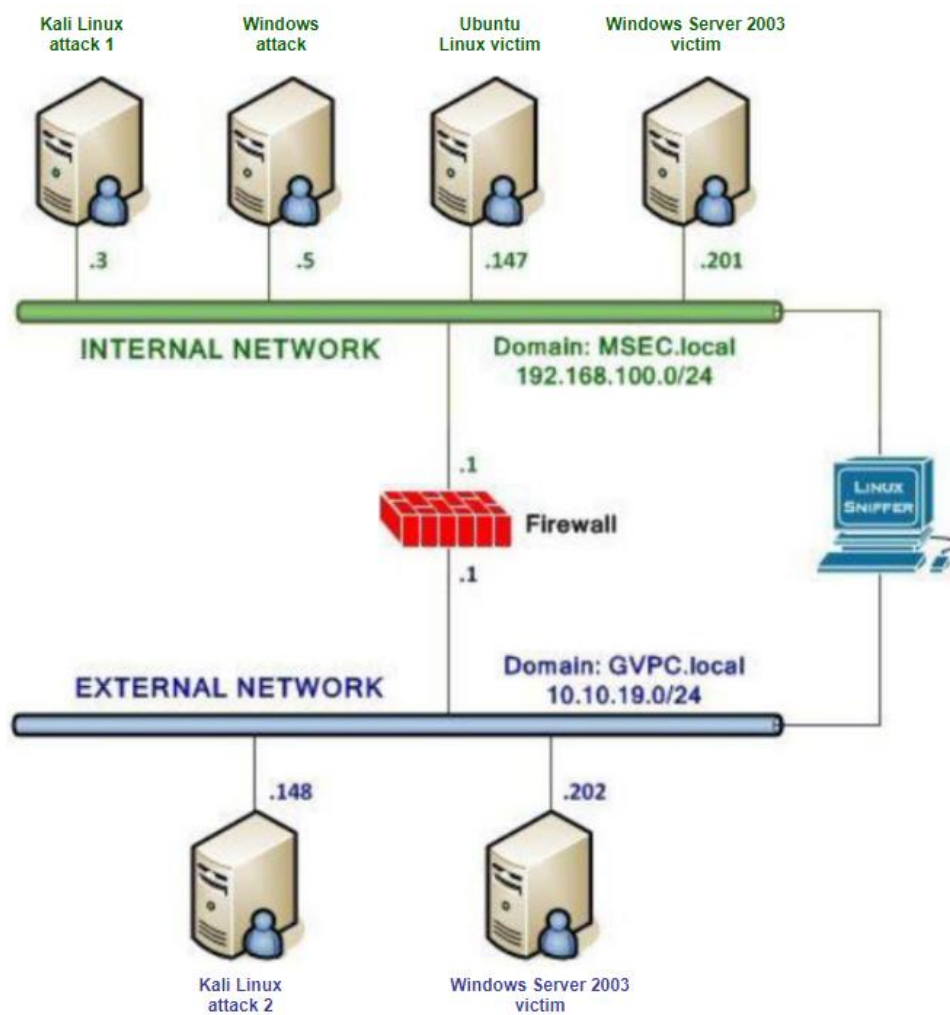 Kali Linux
attack 1
Windows
attack
Ubuntu
Linux victim
Windows Server 2003
victim
.3
.5
.147
.201
INTERNAL NETWORK
Domain: MSEC.local
192.168.100.0/24
.1
Firewall
.1
LINUX
SNIFFER
EXTERNAL NETWORK
Domain: GVPC.local
10.10.19.0/24
.148
.202
Kali Linux
attack 2
Windows Server 2003
victim